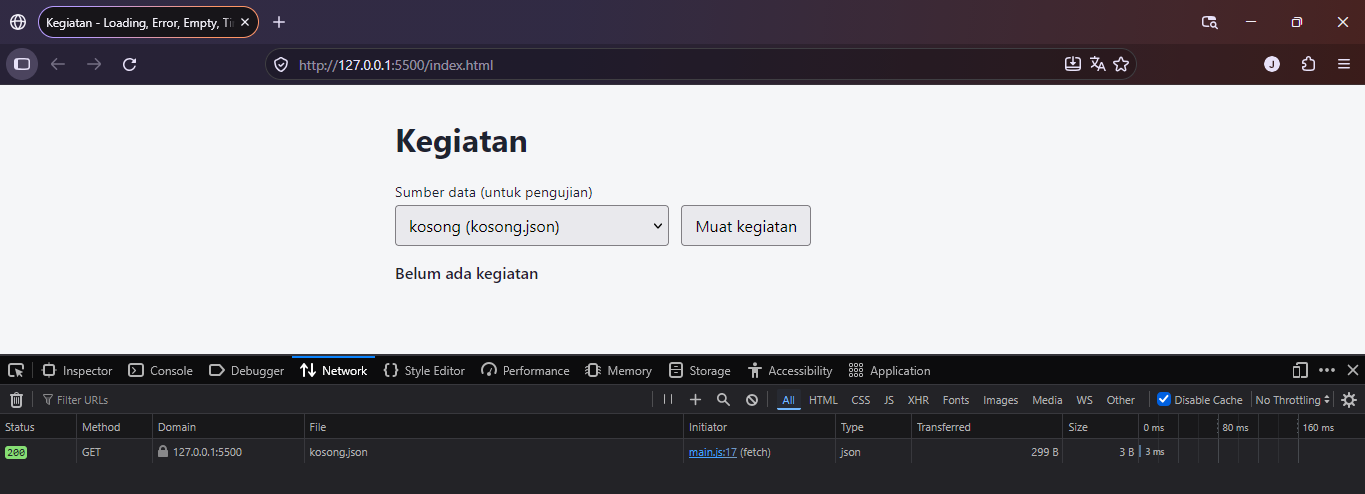 Kegiatan - Loading, Error, Empty, Ti
http://127.0.0.1:5500/index.html
J
Kegiatan
Sumber data (untuk pengujian)
kosong (kosong.json)
Muat kegiatan
Belum ada kegiatan
Inspector Console Debugger Network Style Editor Performance Memory Storage Accessibility Application
Filter URLs All HTML CSS JS XHR Fonts Images Media WS Other Disable Cache No Throttling
Status Method Domain File Initiator Type Transferred Size 0 ms 80 ms 160 ms
200 GET 127.0.0.1:5500 kosong.json main.js:17 (fetch) json 299 B 3 B 3 ms